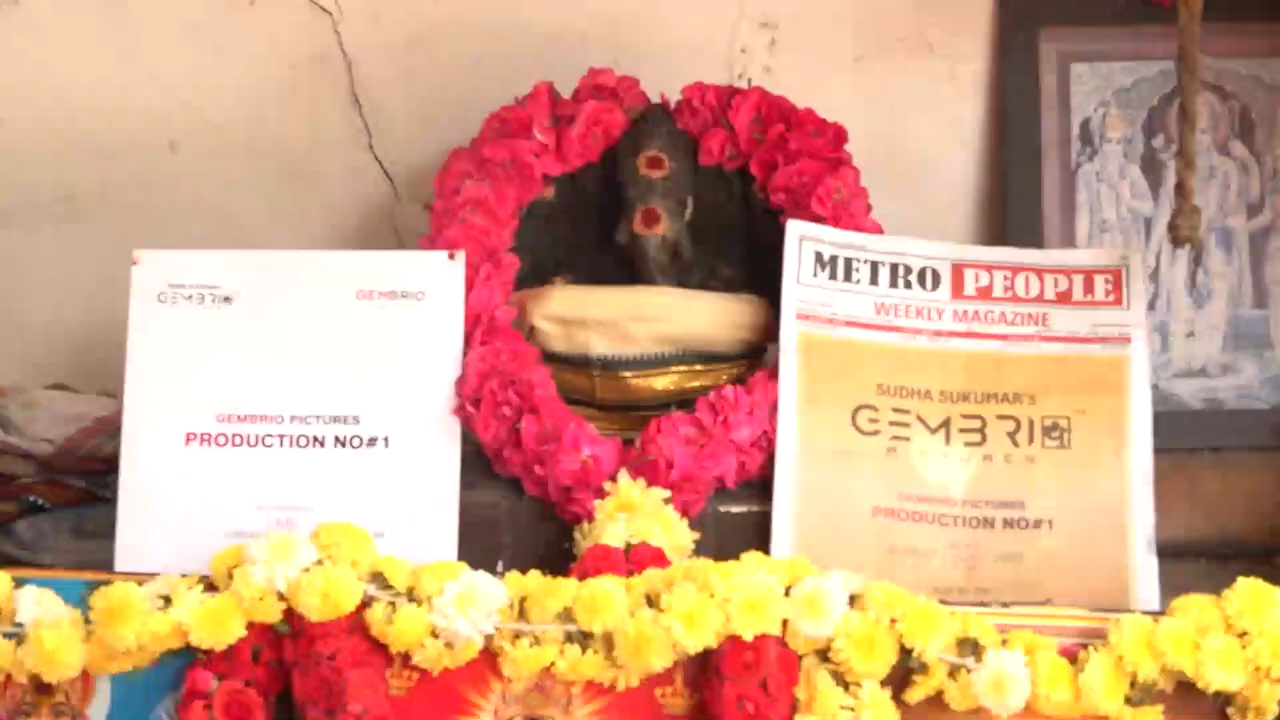 GEMBRIO
GEMBRIO
GEMBRIO PICTURES
PRODUCTION NO#1
METRO PEOPLE
WEEKLY MAGAZINE
SUDHA SUKUMAR'S
GEMBRIO
PICTURES
GEMBRIO PICTURES
PRODUCTION NO#1